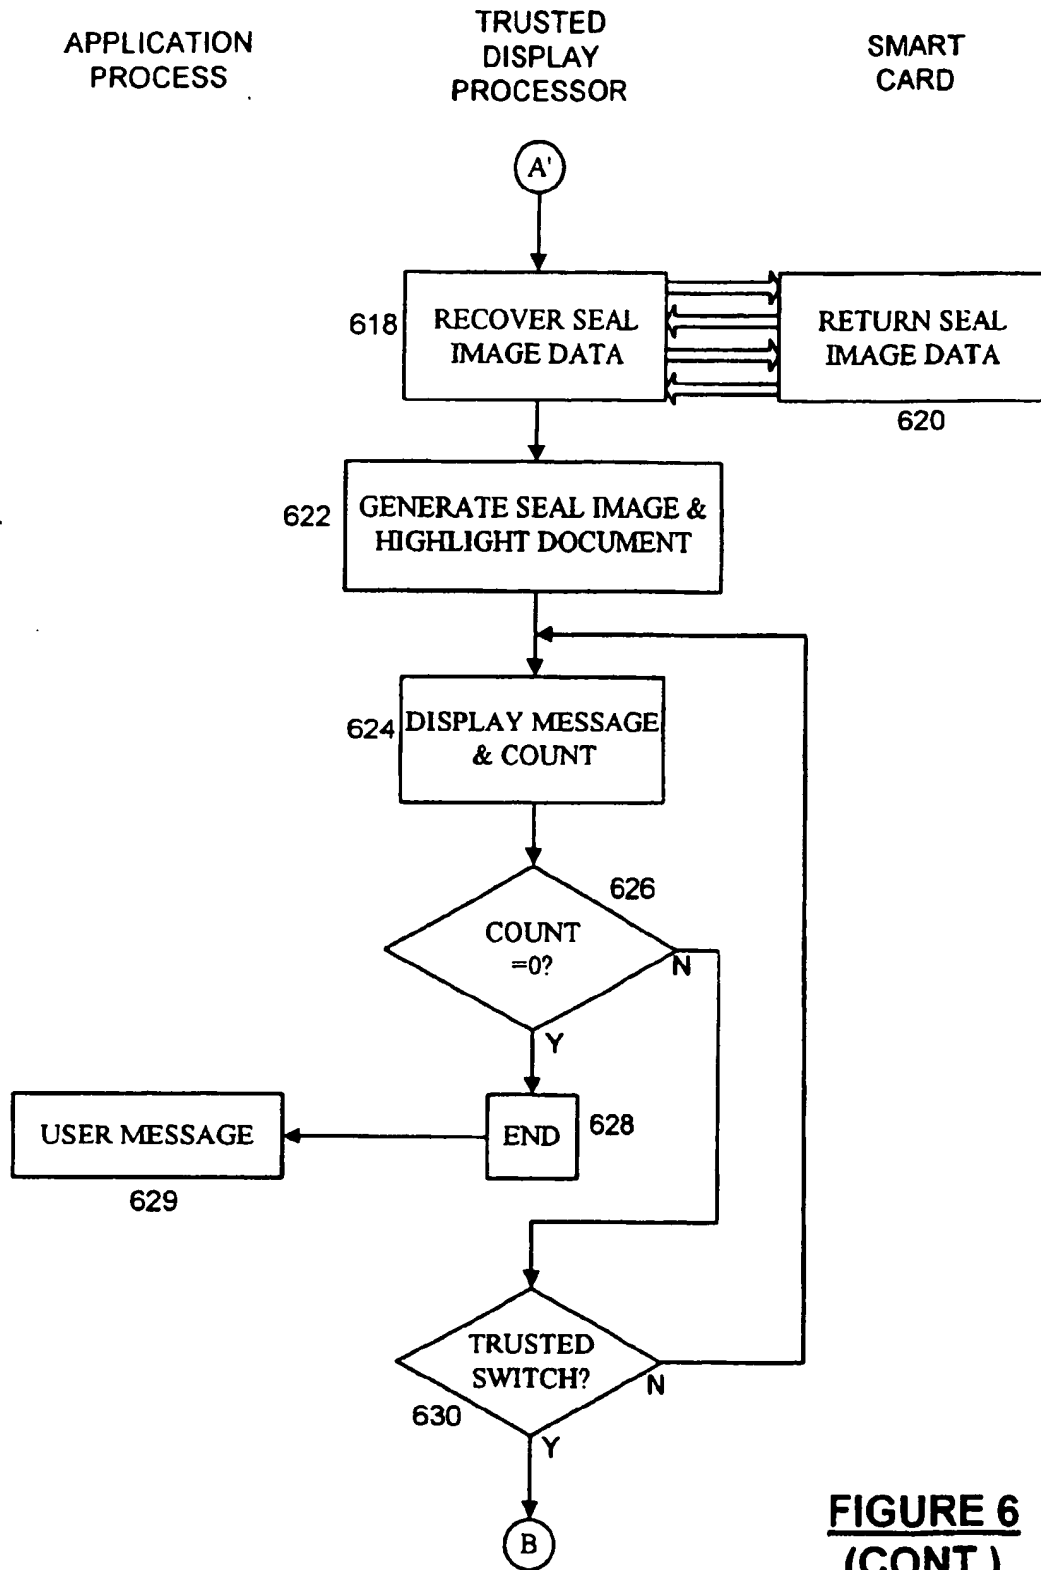 APPLICATION
PROCESS
TRUSTED
DISPLAY
PROCESSOR
SMART
CARD
A'
618
RECOVER SEAL
IMAGE DATA
RETURN SEAL
IMAGE DATA
620
622
GENERATE SEAL IMAGE &
HIGHLIGHT DOCUMENT
624
DISPLAY MESSAGE
& COUNT
626
COUNT
=0?
N
Y
USER MESSAGE
629
END
628
TRUSTED
SWITCH?
N
630
Y
B
FIGURE 6
(CONT.)